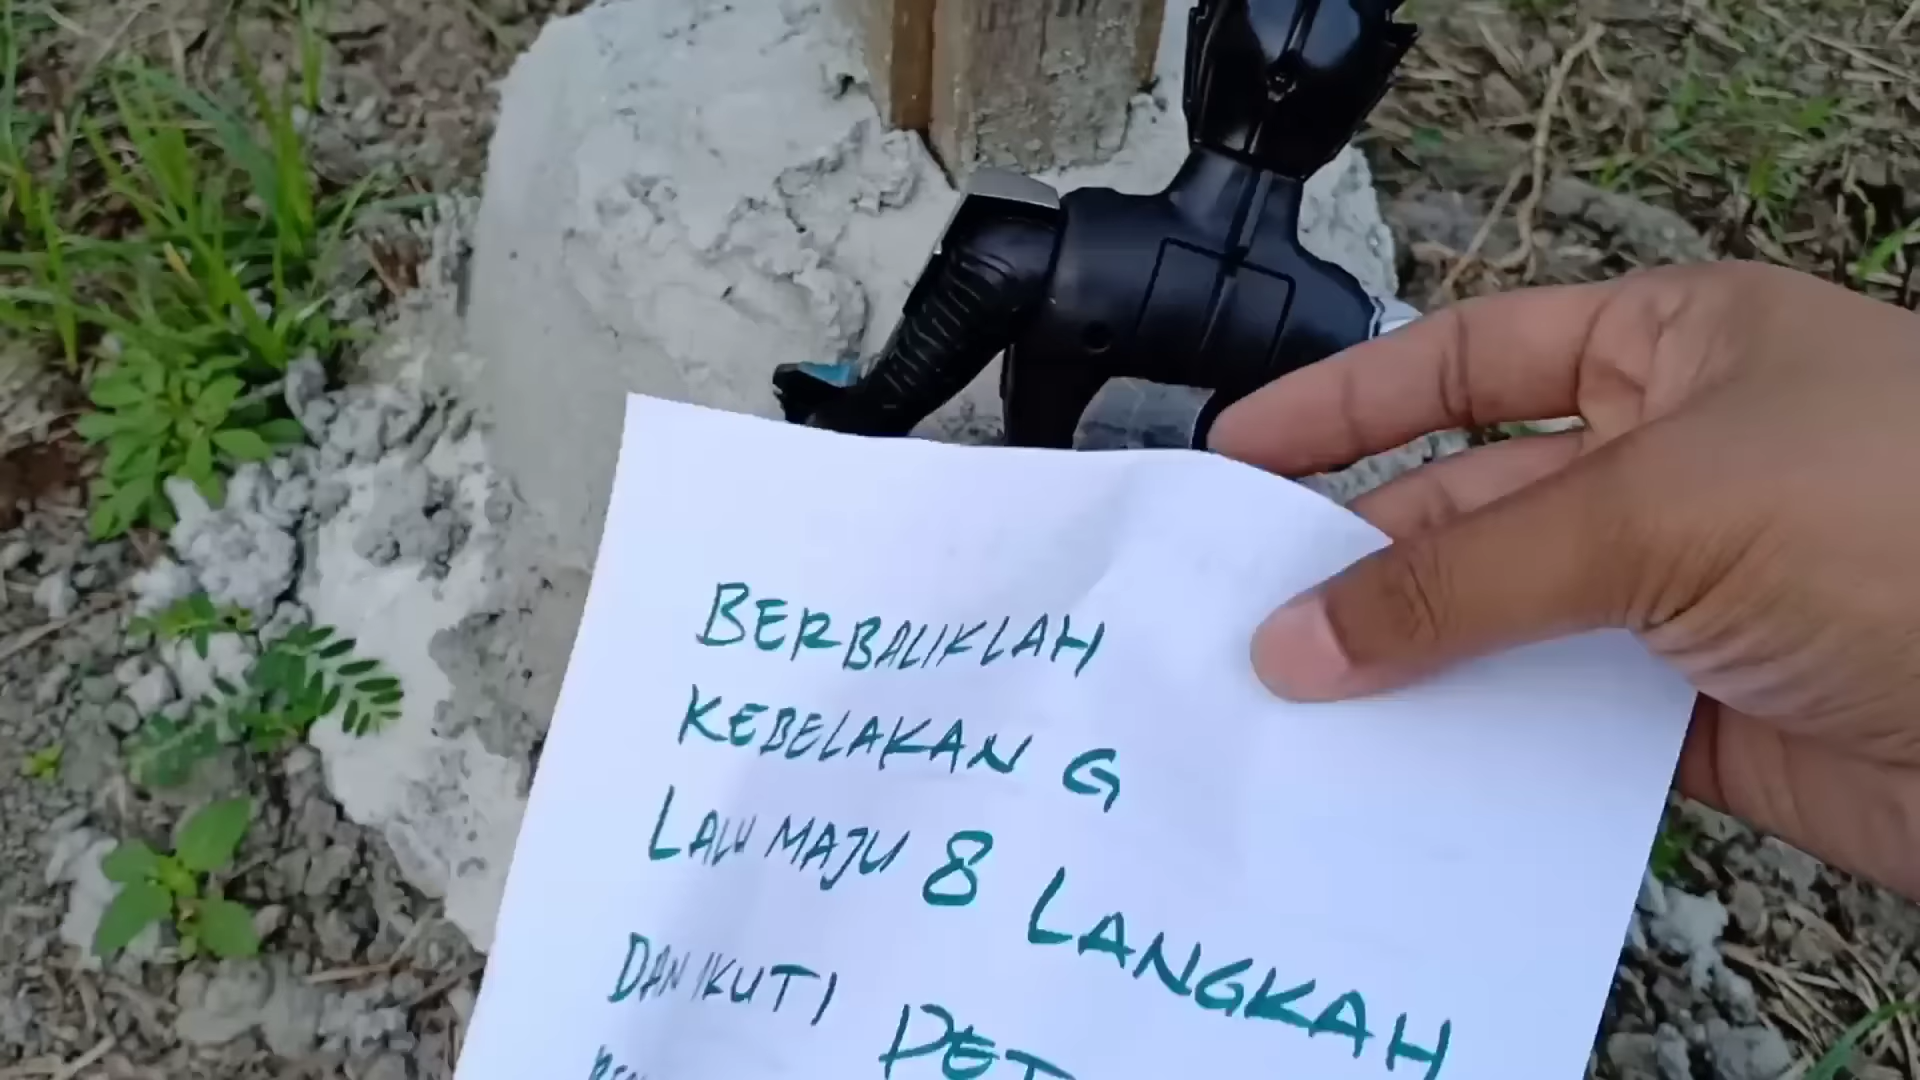 BERBALIKLAH
KEBELAKAN G
LALU MAJU 8 LANGKAH
DAN IKUTI